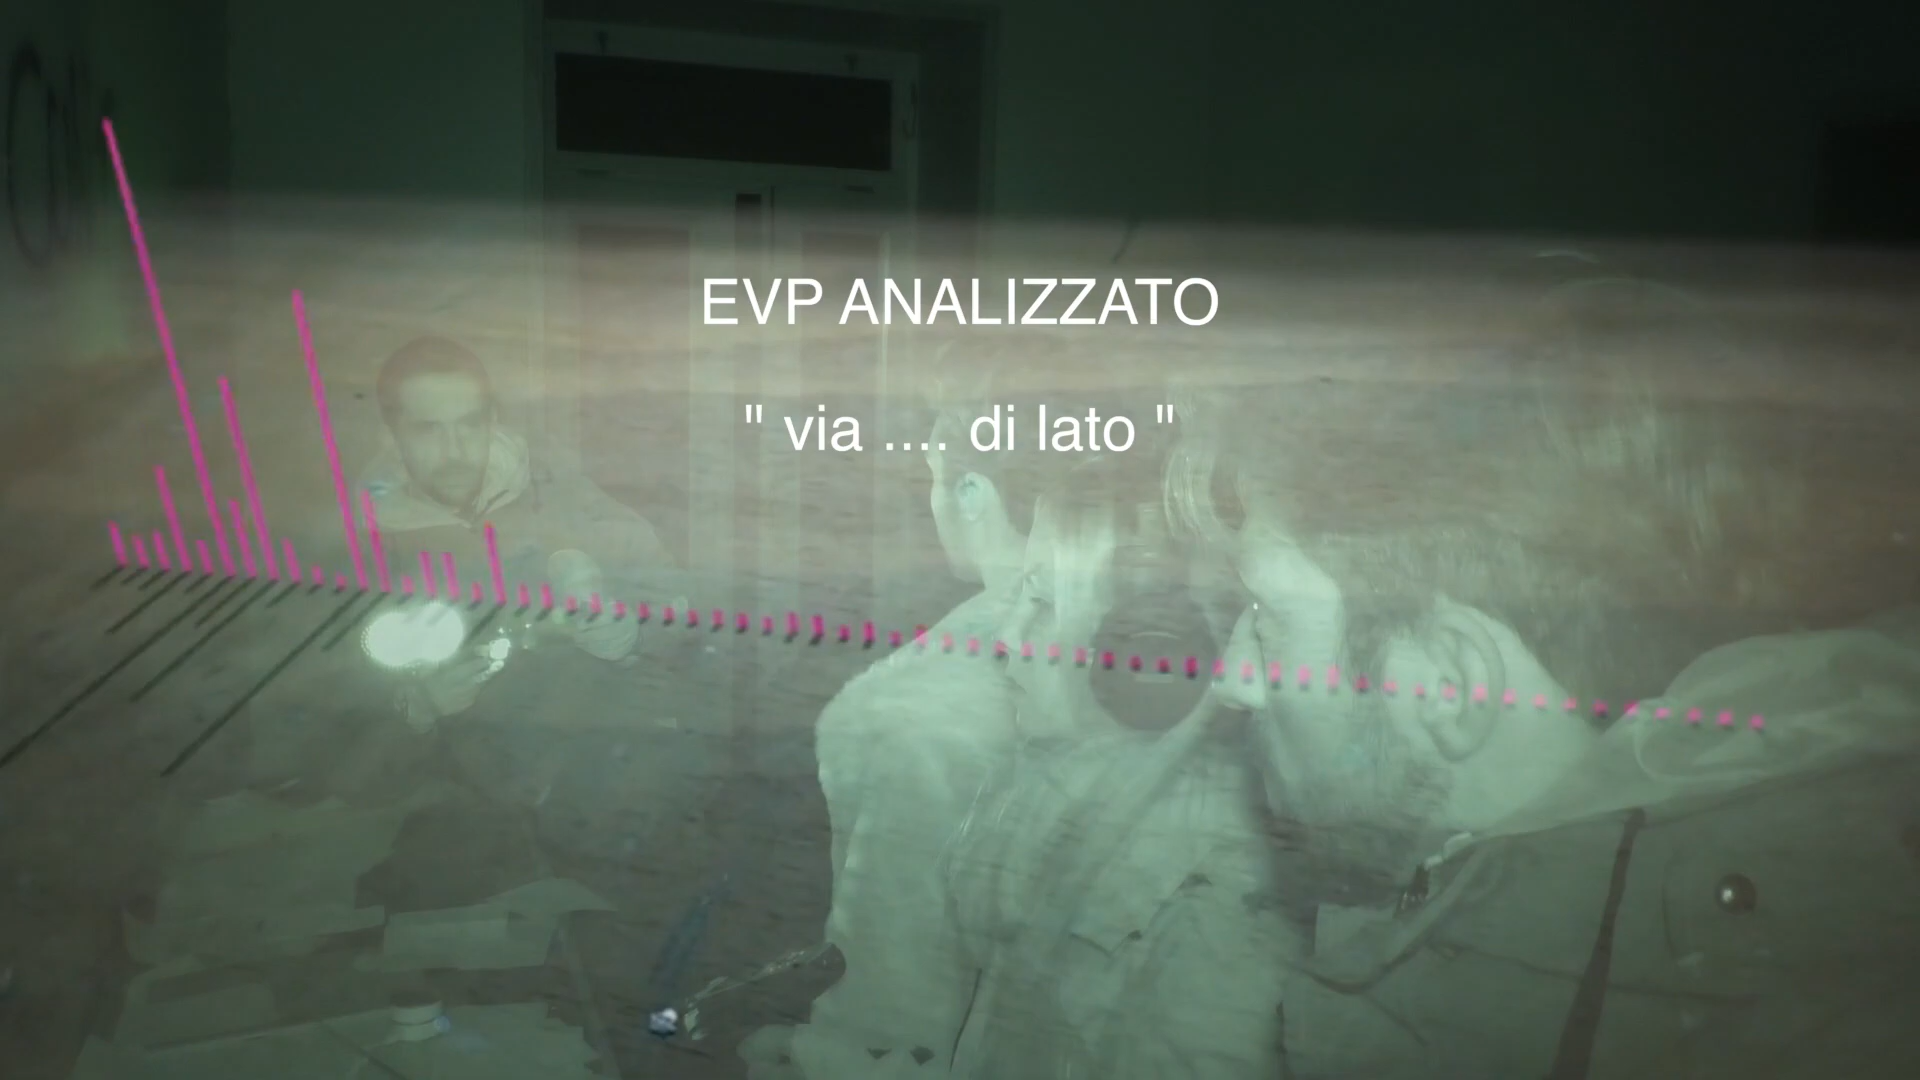 EVP ANALIZZATO
" via .... di lato "